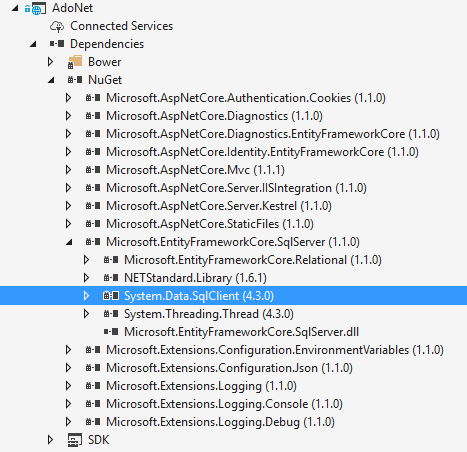 AdoNet
Connected Services
Dependencies
Bower
NuGet
Microsoft.AspNetCore.Authentication.Cookies (1.1.0)
Microsoft.AspNetCore.Diagnostics (1.1.0)
Microsoft.AspNetCore.Diagnostics.EntityFrameworkCore (1.1.0)
Microsoft.AspNetCore.Identity.EntityFrameworkCore (1.1.0)
Microsoft.AspNetCore.Mvc (1.1.1)
Microsoft.AspNetCore.Server.IISIntegration (1.1.0)
Microsoft.AspNetCore.Server.Kestrel (1.1.0)
Microsoft.AspNetCore.StaticFiles (1.1.0)
Microsoft.EntityFrameworkCore.SqlServer (1.1.0)
Microsoft.EntityFrameworkCore.Relational (1.1.0)
NETStandard.Library (1.6.1)
System.Data.SqlClient (4.3.0)
System.Threading.Thread (4.3.0)
Microsoft.EntityFrameworkCore.SqlServer.dll
Microsoft.Extensions.Configuration.EnvironmentVariables (1.1.0)
Microsoft.Extensions.Configuration.Json (1.1.0)
Microsoft.Extensions.Logging (1.1.0)
Microsoft.Extensions.Logging.Console (1.1.0)
Microsoft.Extensions.Logging.Debug (1.1.0)
SDK